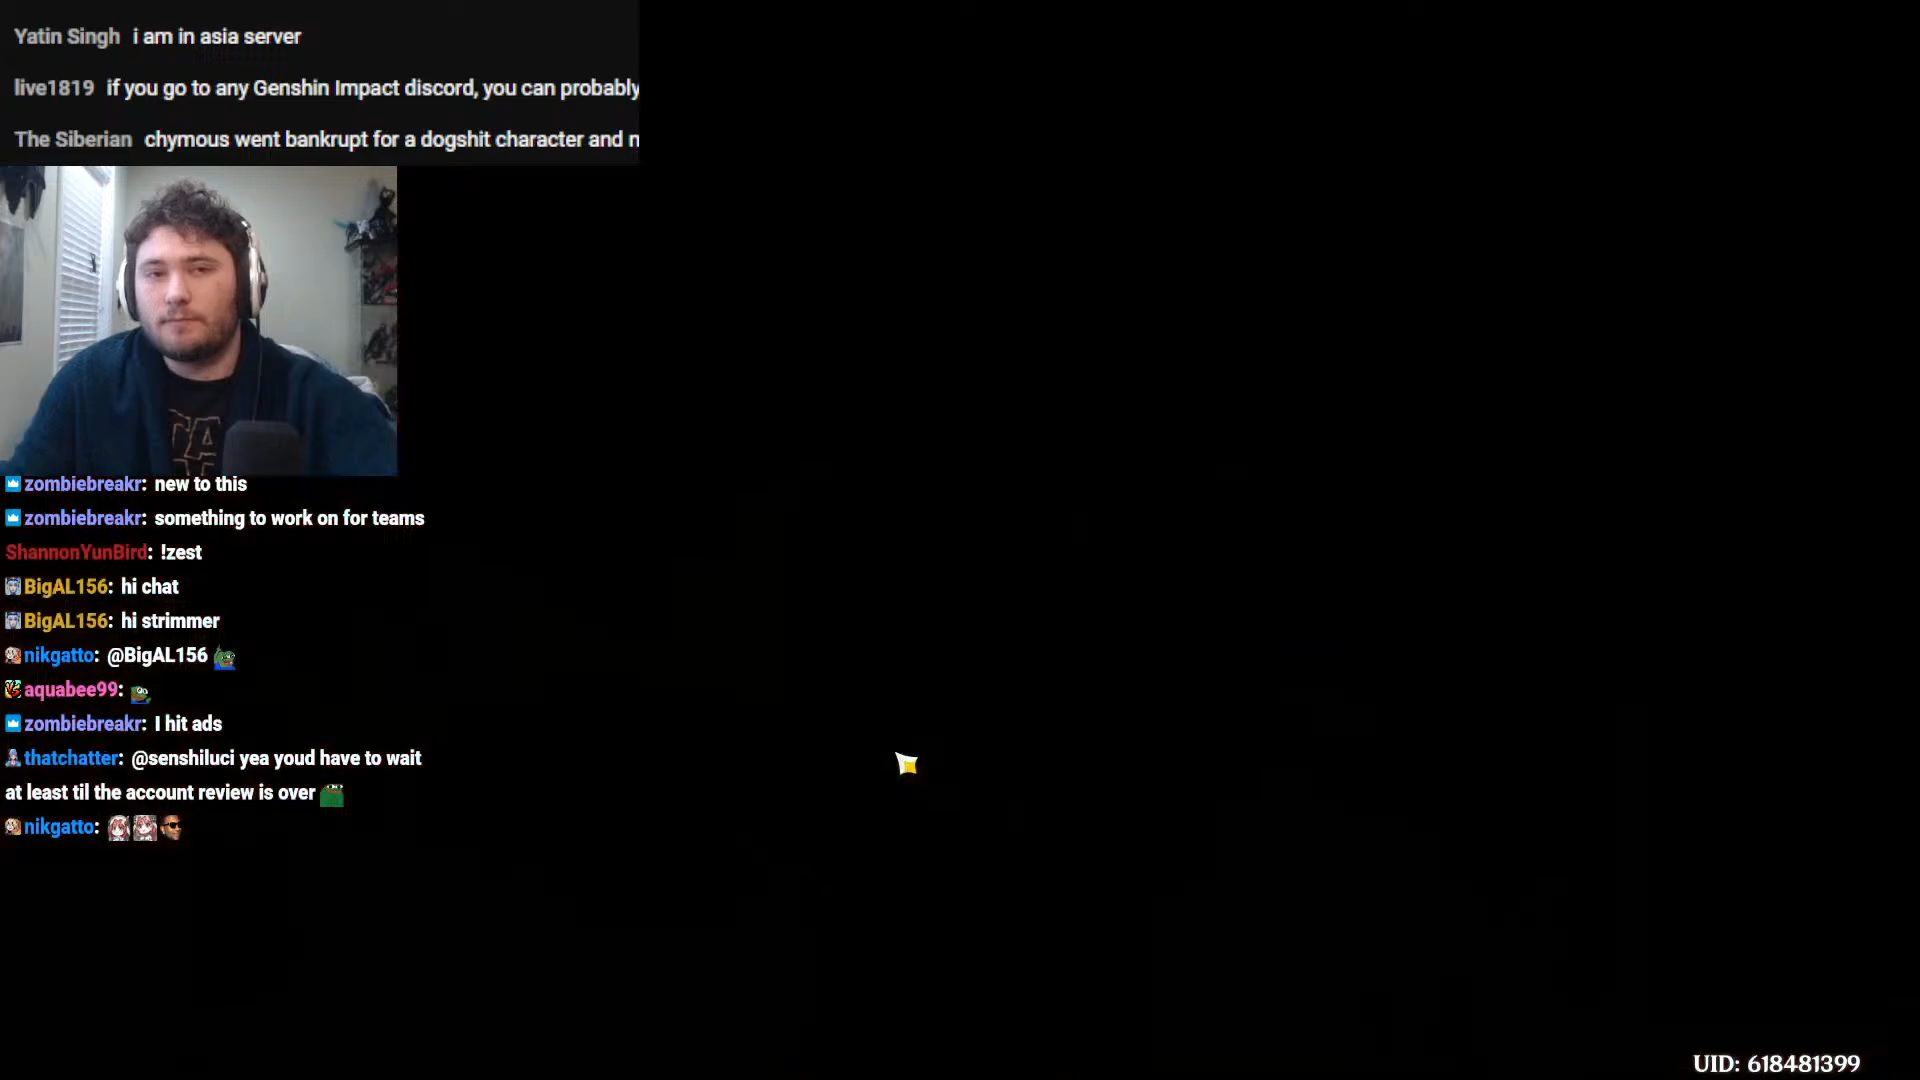 Yatin Singh i am in asia server
live1819 if you go to any Genshin Impact discord, you can probably
The Siberian chymous went bankrupt for a dogshit character and n
zombiebreakr: new to this
zombiebreakr: something to work on for teams
ShannonYunBird: !zest
BigAL156: hi chat
BigAL156: hi strimmer
nikgatto: @BigAL156
aquabee99:
zombiebreakr: I hit ads
thatchatter: @senshiluci yea youd have to wait
at least til the account review is over
nikgatto:
UID: 618481399